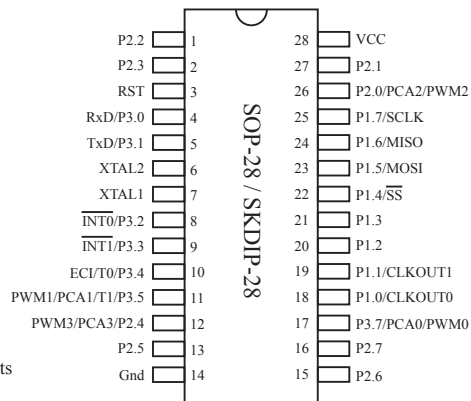 P2.2 1 28 VCC
P2.3 2 27 P2.1
RST 3 26 P2.0/PCA2/PWM2
RxD/P3.0 4 25 P1.7/SCLK
TxD/P3.1 5 24 P1.6/MISO
XTAL2 6 23 P1.5/MOSI
XTAL1 7 22 P1.4/SS
INT0/P3.2 8 21 P1.3
INT1/P3.3 9 20 P1.2
ECI/T0/P3.4 10 19 P1.1/CLKOUT1
PWM1/PCA1/T1/P3.5 11 18 P1.0/CLKOUT0
PWM3/PCA3/P2.4 12 17 P3.7/PCA0/PWM0
P2.5 13 16 P2.7
Gnd 14 15 P2.6
SOP-28 / SKDIP-28
ts